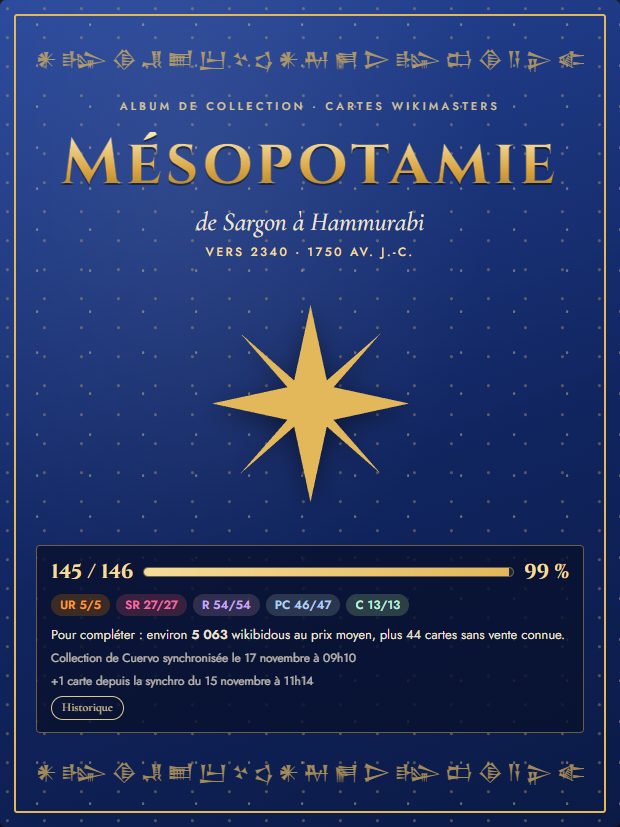 ALBUM DE COLLECTION · CARTES WIKIMASTERS
MÉSOPOTAMIE
de Sargon à Hammurabi
VERS 2340 - 1750 AV. J.-C.
145 / 146 99 %
UR 5/5 SR 27/27 R 54/54 PC 46/47 C 13/13
Pour compléter : environ 5 063 wikibidous au prix moyen, plus 44 cartes sans vente connue.
Collection de Cuervo synchronisée le 17 novembre à 09h10
+1 carte depuis la synchro du 15 novembre à 11h14
Historique